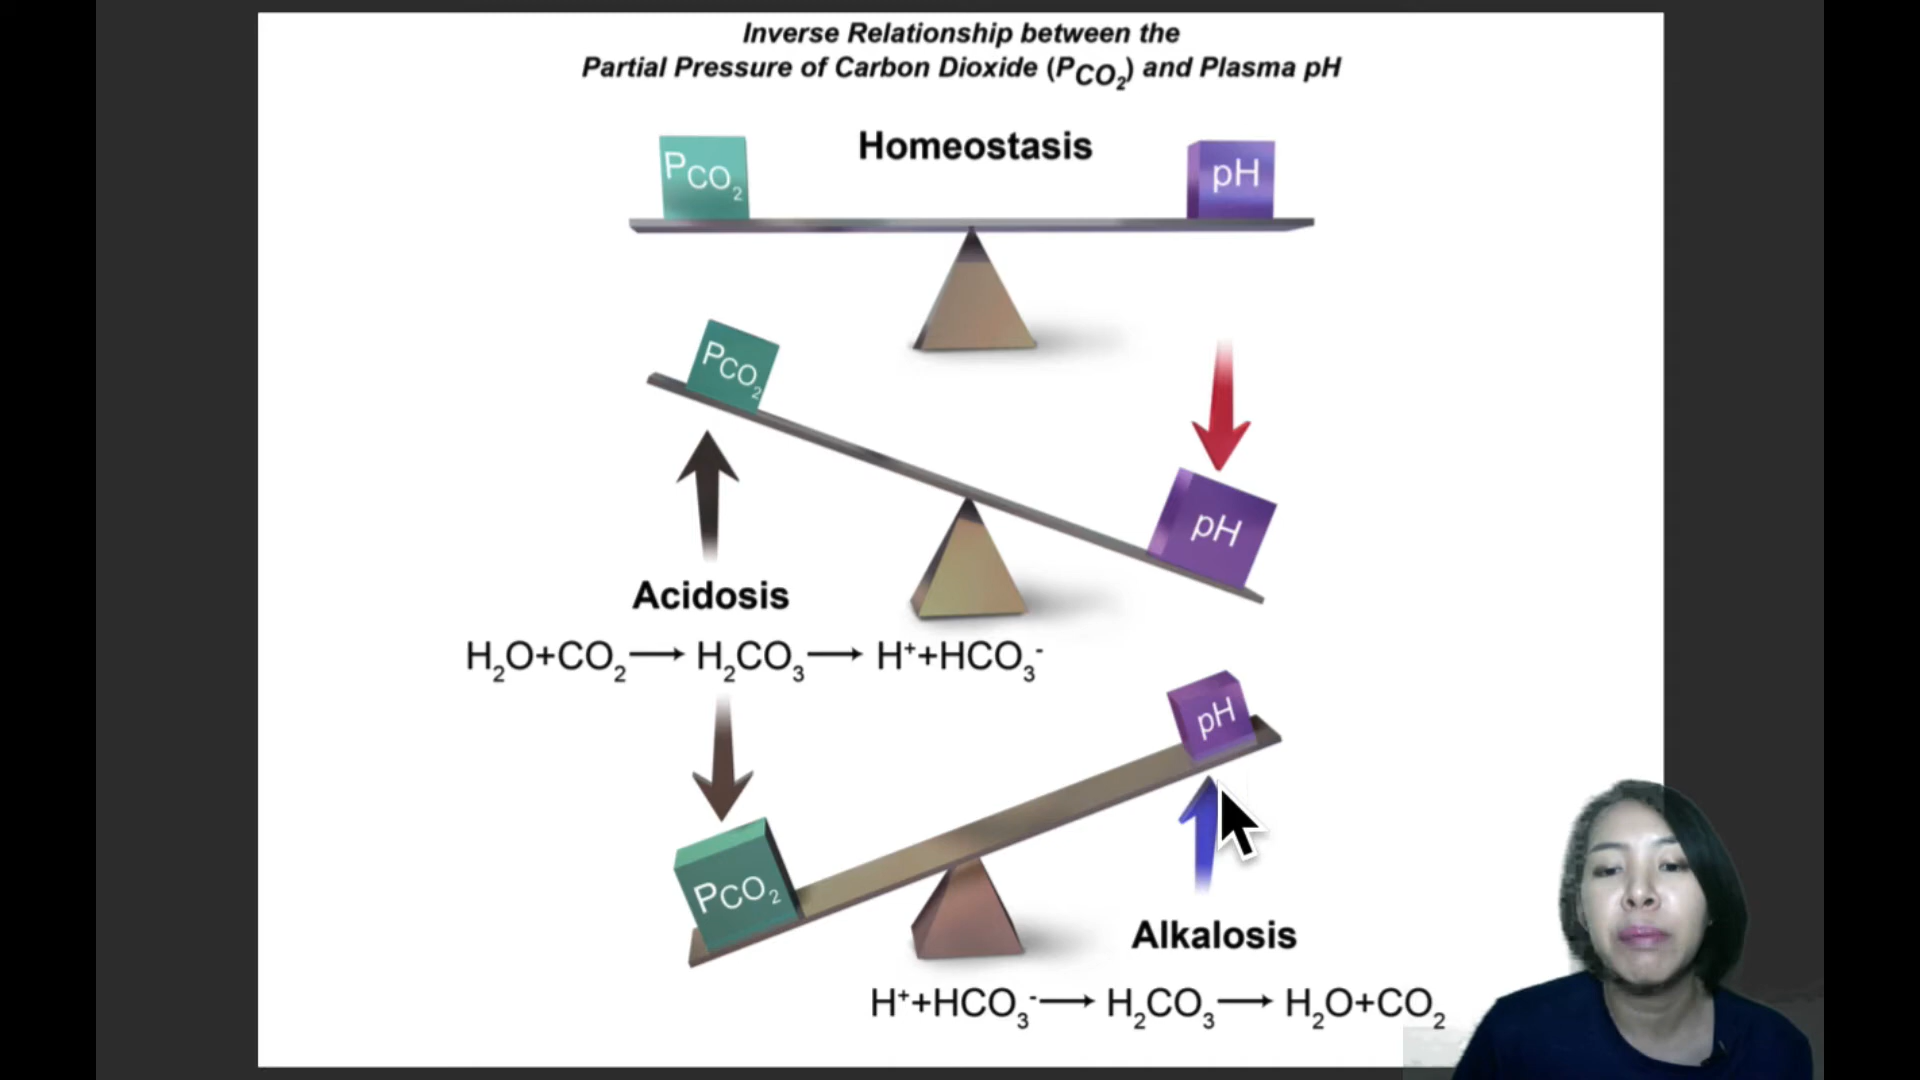 Inverse Relationship between the
Partial Pressure of Carbon Dioxide (PCO₂) and Plasma pH
Homeostasis
PCO₂
pH
PCO₂
pH
Acidosis
H₂O+CO₂→H₂CO₃→H⁺+HCO₃⁻
pH
PCO₂
Alkalosis
H⁺+HCO₃⁻→H₂CO₃→H₂O+CO₂